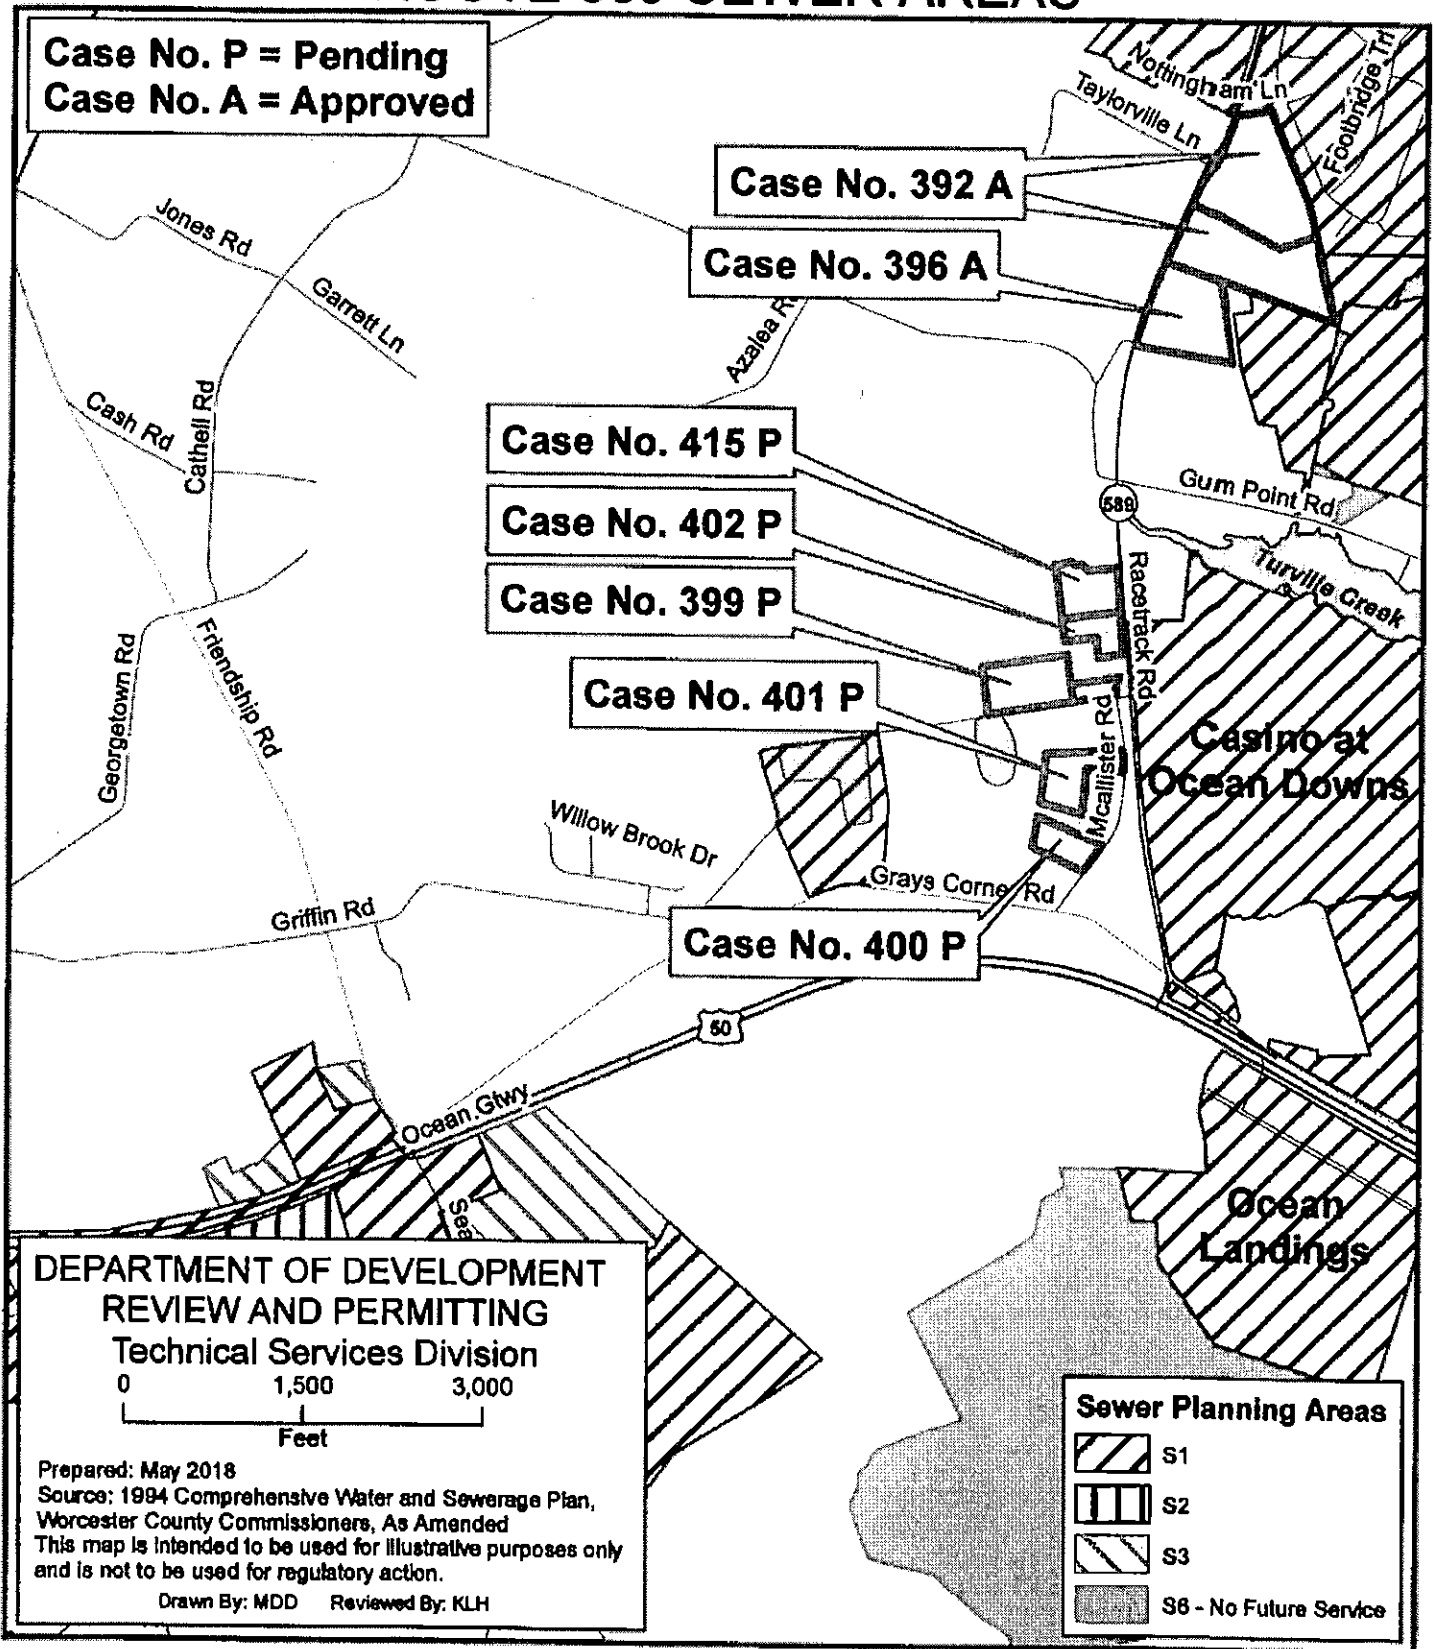 SEWER AREAS
Case No. P = Pending
Case No. A = Approved
Nottingham Ln
Taylorville Ln
Footbridge Trl
Case No. 392 A
Case No. 396 A
Jones Rd
Garrett Ln
Azalea Rd
Cash Rd
Cathell Rd
Case No. 415 P
Case No. 402 P
Case No. 399 P
Case No. 401 P
Gum Point Rd
589
Turville Creek
Racetrack Rd
Georgetown Rd
Friendship Rd
Mcallister Rd
Casino at
Ocean Downs
Willow Brook Dr
Grays Corner Rd
Griffin Rd
Case No. 400 P
50
Ocean Gtwy
Sea
Ocean
Landings
DEPARTMENT OF DEVELOPMENT
REVIEW AND PERMITTING
Technical Services Division
0 1,500 3,000
Feet
Prepared: May 2018
Source: 1994 Comprehensive Water and Sewerage Plan,
Worcester County Commissioners, As Amended
This map is intended to be used for illustrative purposes only
and is not to be used for regulatory action.
Drawn By: MDD Reviewed By: KLH
Sewer Planning Areas
S1
S2
S3
S6 - No Future Service